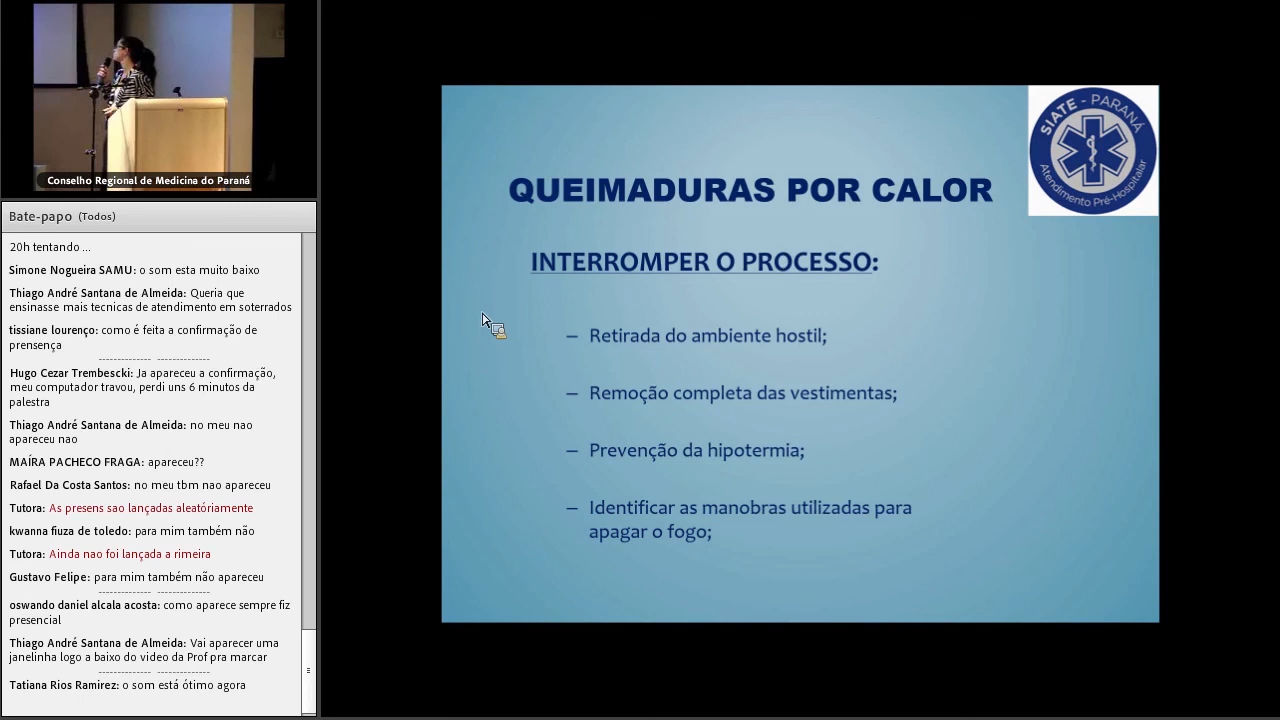 Conselho Regional de Medicina do Paraná
Bate-papo (Todos)
20h tentando ...
Simone Nogueira SAMU: o som esta muito baixo
Thiago André Santana de Almeida: Queria que
ensinasse mais tecnicas de atendimento em soterrados
tissiane lourenço: como é feita a confirmação de
prensença
-------------- --------------
Hugo Cezar Trembescki: Ja apareceu a confirmação,
meu computador travou, perdi uns 6 minutos da
palestra
Thiago André Santana de Almeida: no meu nao
apareceu nao
MAÍRA PACHECO FRAGA: apareceu??
Rafael Da Costa Santos: no meu tbm nao apareceu
Tutora: As presens sao lançadas aleatóriamente
kwanna fiuza de toledo: para mim também não
Tutora: Ainda nao foi lançada a rimeira
Gustavo Felipe: para mim também não apareceu
-------------- --------------
oswando daniel alcala acosta: como aparece sempre fiz
presencial
Thiago André Santana de Almeida: Vai aparecer uma
janelinha logo a baixo do video da Prof pra marcar
-------------- --------------
Tatiana Rios Ramirez: o som está ótimo agora
SIATE - PARANÁ
Atendimento Pré-Hospitalar
QUEIMADURAS POR CALOR
INTERROMPER O PROCESSO:
– Retirada do ambiente hostil;
– Remoção completa das vestimentas;
– Prevenção da hipotermia;
– Identificar as manobras utilizadas para
apagar o fogo;